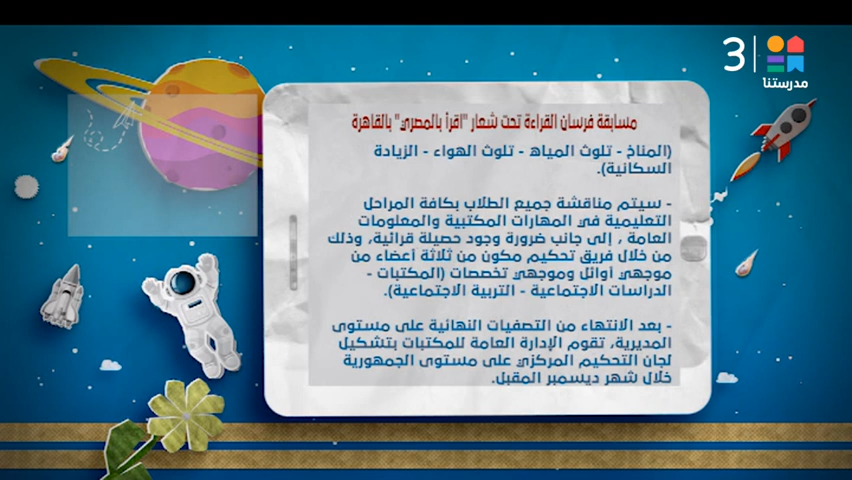 3
مدرستنا
مسابقة فرسان القراءة تحت شعار "اقرأ بالمصري" بالقاهرة
(المناخ - تلوث المياه - تلوث الهواء - الزيادة
السكانية).
- سيتم مناقشة جميع الطلاب بكافة المراحل
التعليمية في المهارات المكتبية والمعلومات
العامة , إلى جانب ضرورة وجود حصيلة قرائية، وذلك
من خلال فريق تحكيم مكون من ثلاثة أعضاء من
موجهي أوائل وموجهي تخصصات (المكتبات -
الدراسات الاجتماعية - التربية الاجتماعية).
- بعد الانتهاء من التصفيات النهائية على مستوى
المديرية، تقوم الإدارة العامة للمكتبات بتشكيل
لجان التحكيم المركزي على مستوى الجمهورية
خلال شهر ديسمبر المقبل.